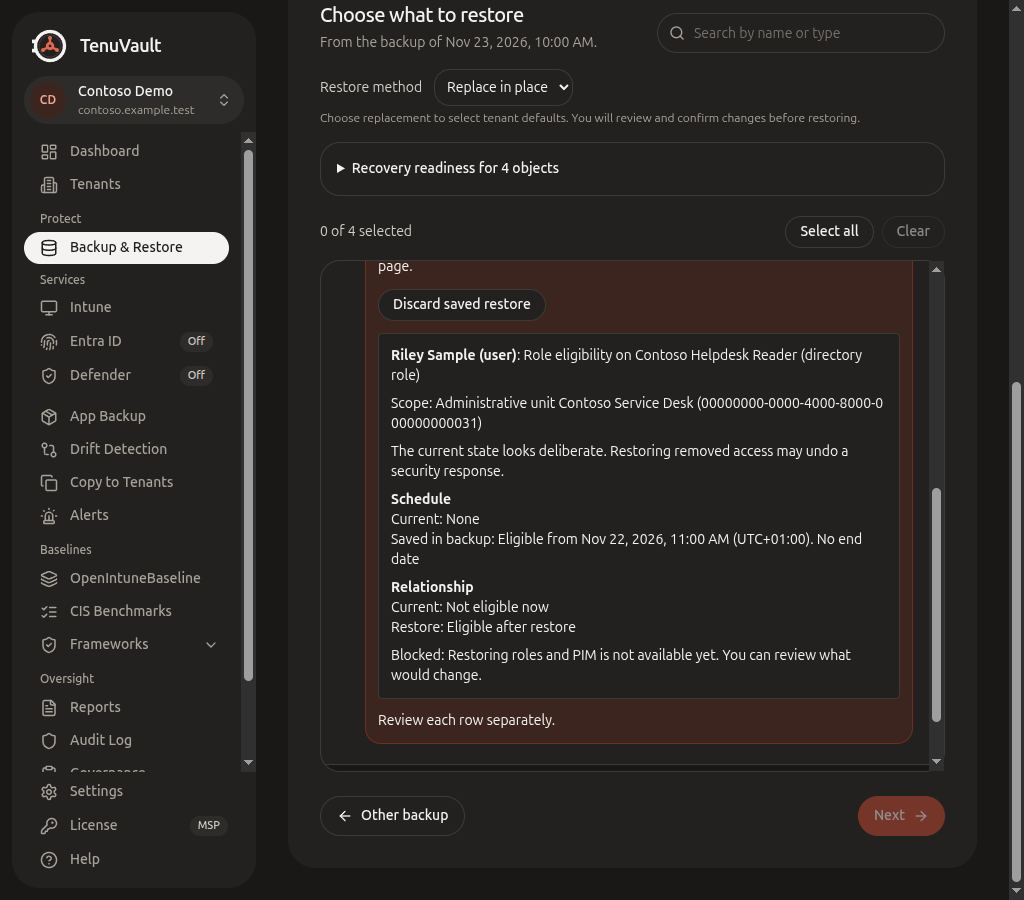 TenuVault
CD
Contoso Demo
contoso.example.test
Dashboard
Tenants
Protect
Backup & Restore
Services
Intune
Entra ID
Off
Defender
Off
App Backup
Drift Detection
Copy to Tenants
Alerts
Baselines
OpenIntuneBaseline
CIS Benchmarks
Frameworks
Oversight
Reports
Audit Log
Governance
Settings
License
MSP
Help
Choose what to restore
From the backup of Nov 23, 2026, 10:00 AM.
Search by name or type
Restore method
Replace in place
Choose replacement to select tenant defaults. You will review and confirm changes before restoring.
Recovery readiness for 4 objects
0 of 4 selected
Select all
Clear
page.
Discard saved restore
Riley Sample (user): Role eligibility on Contoso Helpdesk Reader (directory
role)
Scope: Administrative unit Contoso Service Desk (00000000-0000-4000-8000-0
00000000031)
The current state looks deliberate. Restoring removed access may undo a
security response.
Schedule
Current: None
Saved in backup: Eligible from Nov 22, 2026, 11:00 AM (UTC+01:00). No end
date
Relationship
Current: Not eligible now
Restore: Eligible after restore
Blocked: Restoring roles and PIM is not available yet. You can review what
would change.
Review each row separately.
Other backup
Next